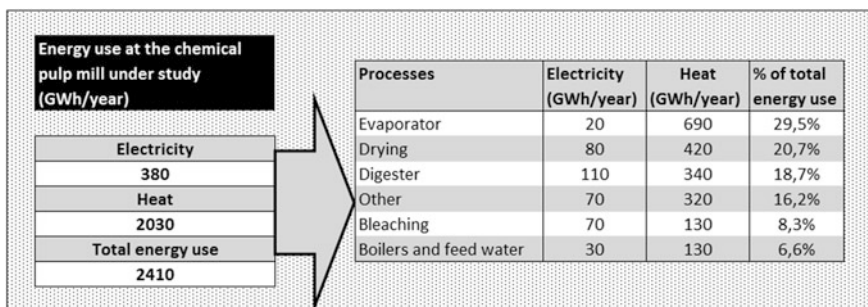 Energy use at the chemical
pulp mill under study
(GWh/year)
Electricity
380
Heat
2030
Total energy use
2410
Processes Electricity (GWh/year) Heat (GWh/year) % of total energy use
Evaporator 20 690 29,5%
Drying 80 420 20,7%
Digester 110 340 18,7%
Other 70 320 16,2%
Bleaching 70 130 8,3%
Boilers and feed water 30 130 6,6%